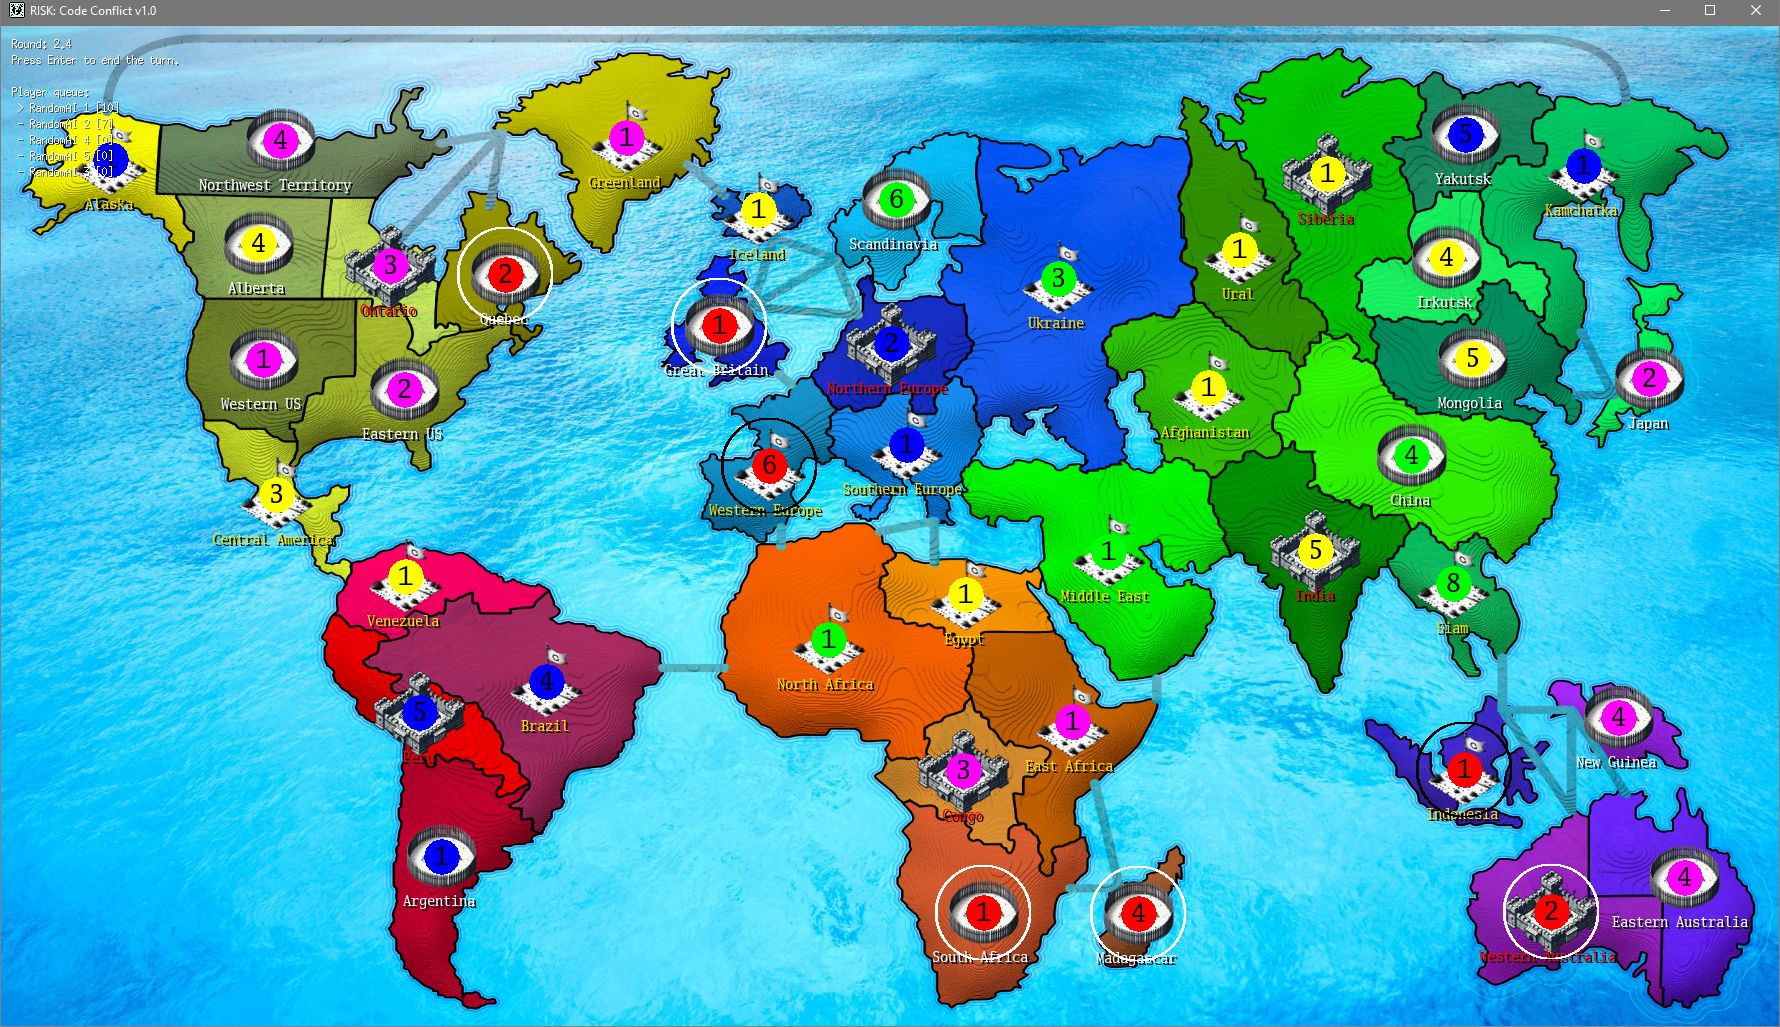 RISK: Code Conflict v1.0
Round: 2.4
Press Enter to end the turn.
Player queue:
> RandomAI 1 [10]
- RandomAI 2 [7]
- RandomAI 4 [0]
- RandomAI 5 [0]
- RandomAI 3 [0]
Alaska
4
Northwest Territory
1
Greenland
1
Iceland
6
Scandinavia
1
Siberia
5
Yakutsk
1
Kamchatka
4
Alberta
3
Ontario
2
Quebec
1
Great Britain
2
Northern Europe
3
Ukraine
1
Ural
4
Irkutsk
1
Western US
2
Eastern US
6
Western Europe
1
Southern Europe
1
Afghanistan
5
Mongolia
2
Japan
3
Central America
4
China
1
Venezuela
1
North Africa
1
Egypt
1
Middle East
5
India
8
Siam
5
Peru
4
Brazil
3
Congo
1
East Africa
1
Indonesia
4
New Guinea
1
Argentina
1
South Africa
4
Madagascar
2
Western Australia
4
Eastern Australia